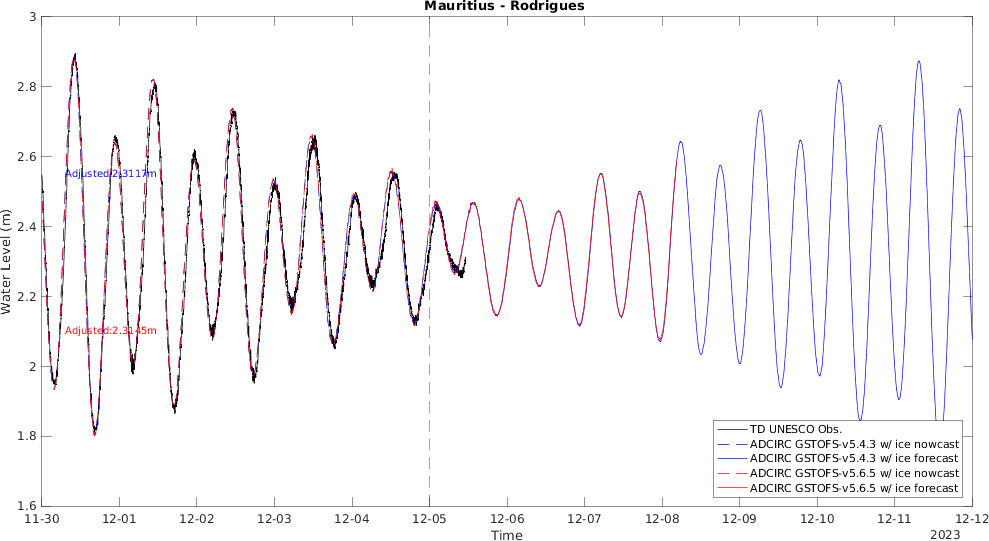 Mauritius - Rodrigues
Water Level (m)
3
2.8
2.6
2.4
2.2
2
1.8
1.6
Adjusted:2.3117m
Adjusted:2.3145m
TD UNESCO Obs.
ADCIRC GSTOFS-v5.4.3 w/ ice nowcast
ADCIRC GSTOFS-v5.4.3 w/ ice forecast
ADCIRC GSTOFS-v5.6.5 w/ ice nowcast
ADCIRC GSTOFS-v5.6.5 w/ ice forecast
11-30 12-01 12-02 12-03 12-04 12-05 12-06 12-07 12-08 12-09 12-10 12-11 12-12
Time
2023